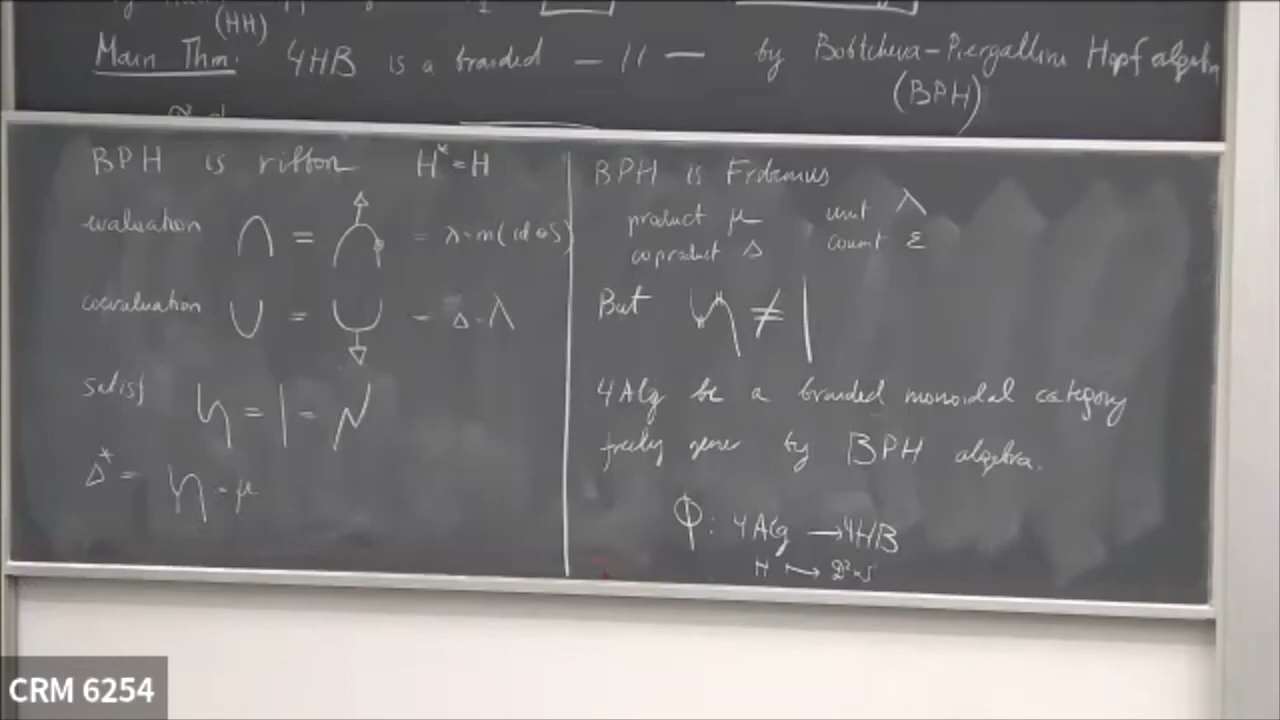 (HH)
Main Thm. 4HB is a braided — // — by Bobtcheva-Piergallini Hopf algebra
(BPH)
BPH is ribbon H* = H
evaluation = = λ∘m(id⊗S)
coevaluation = = Δ∘Λ
satisf = | =
Δ* = = μ
BPH is Frobenius
product μ unit Λ
coproduct Δ counit ε
But ≠ |
4Alg be a braided monoidal category
freely gener by BPH algebra.
Φ: 4Alg → 4HB
H ↦
CRM 6254